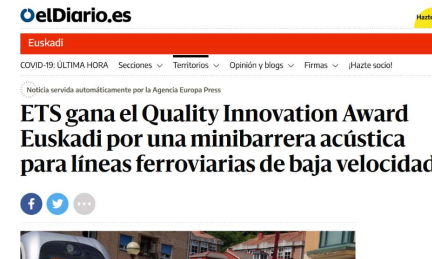 elDiario.es
Euskadi
COVID-19: ÚLTIMA HORA Secciones Territorios Opinión y blogs Firmas ¡Hazte socio!
Noticia servida automáticamente por la Agencia Europa Press
ETS gana el Quality Innovation Award
Euskadi por una minibarrera acústica
para líneas ferroviarias de baja velocidad